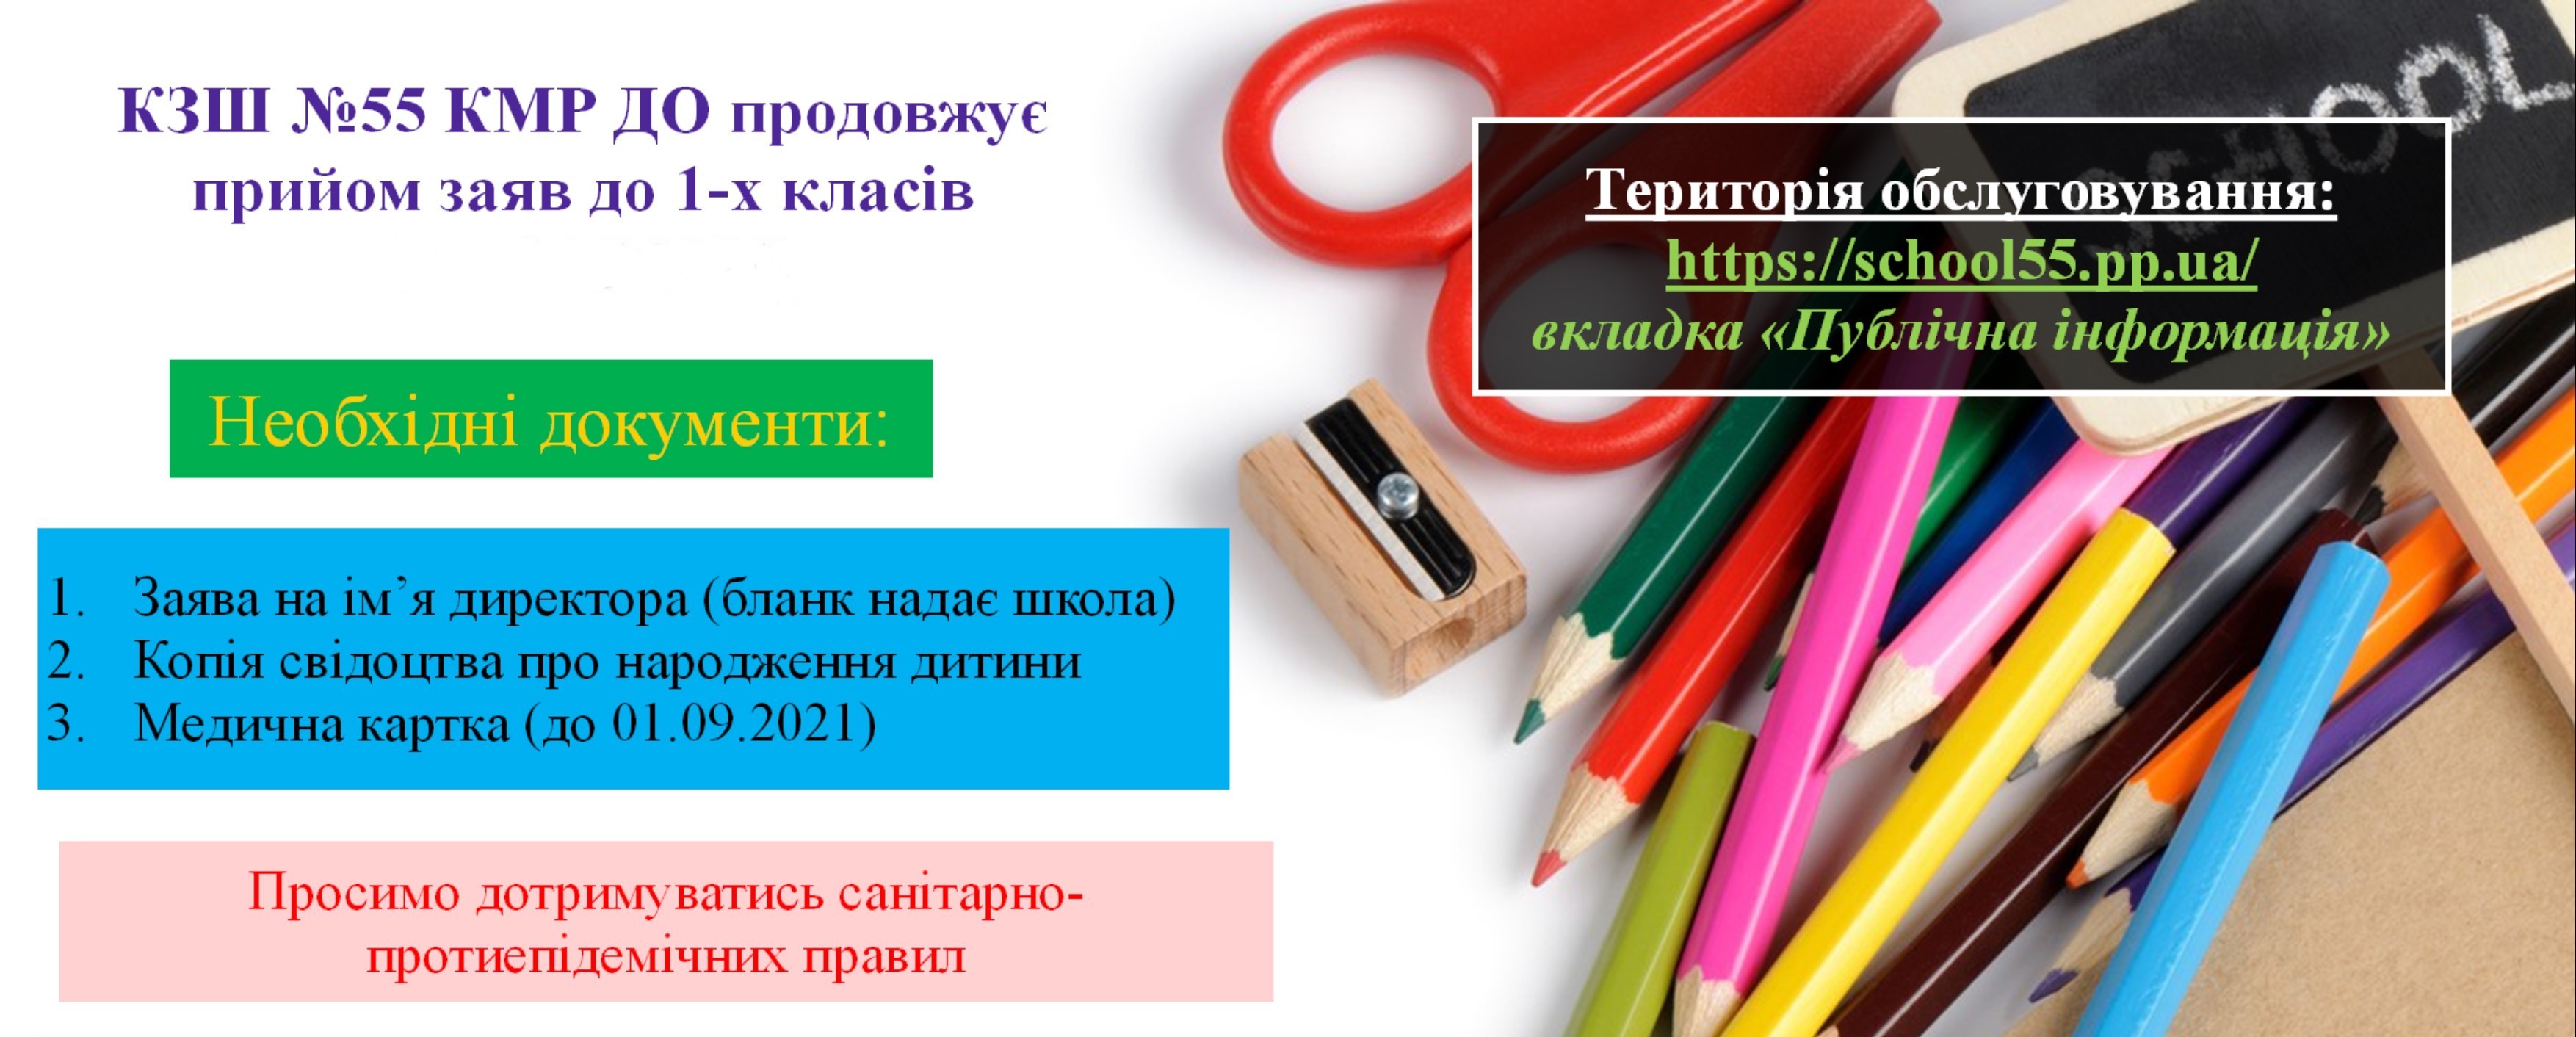 КЗШ №55 КМР ДО продовжує
прийом заяв до 1-х класів
Необхідні документи:
1. Заява на ім’я директора (бланк надає школа)
2. Копія свідоцтва про народження дитини
3. Медична картка (до 01.09.2021)
Просимо дотримуватись санітарно-
протиепідемічних правил
SCHOOL
Територія обслуговування:
https://school55.pp.ua/
вкладка «Публічна інформація»